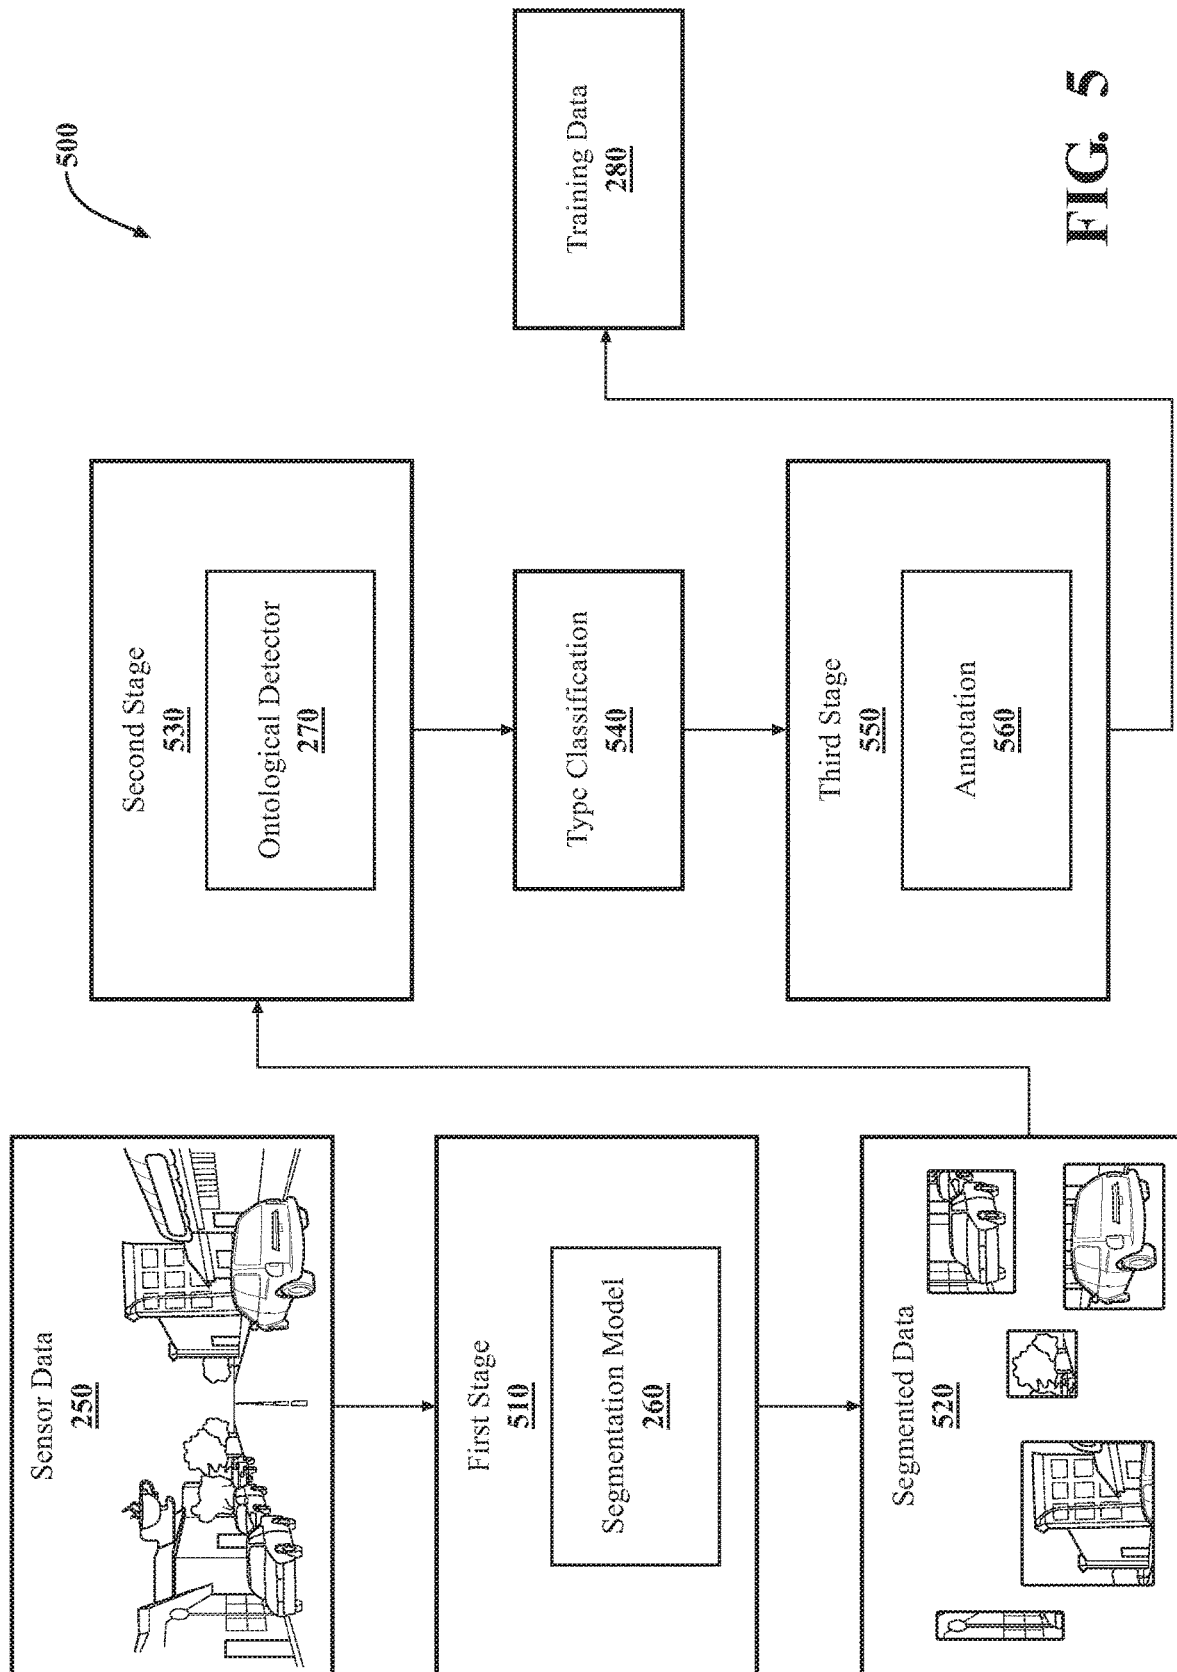 500
Sensor Data
250
First Stage
510
Segmentation Model
260
Segmented Data
520
Second Stage
530
Ontological Detector
270
Type Classification
540
Third Stage
550
Annotation
560
Training Data
280
FIG. 5